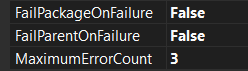 FailPackageOnFailure False
FailParentOnFailure False
MaximumErrorCount 3